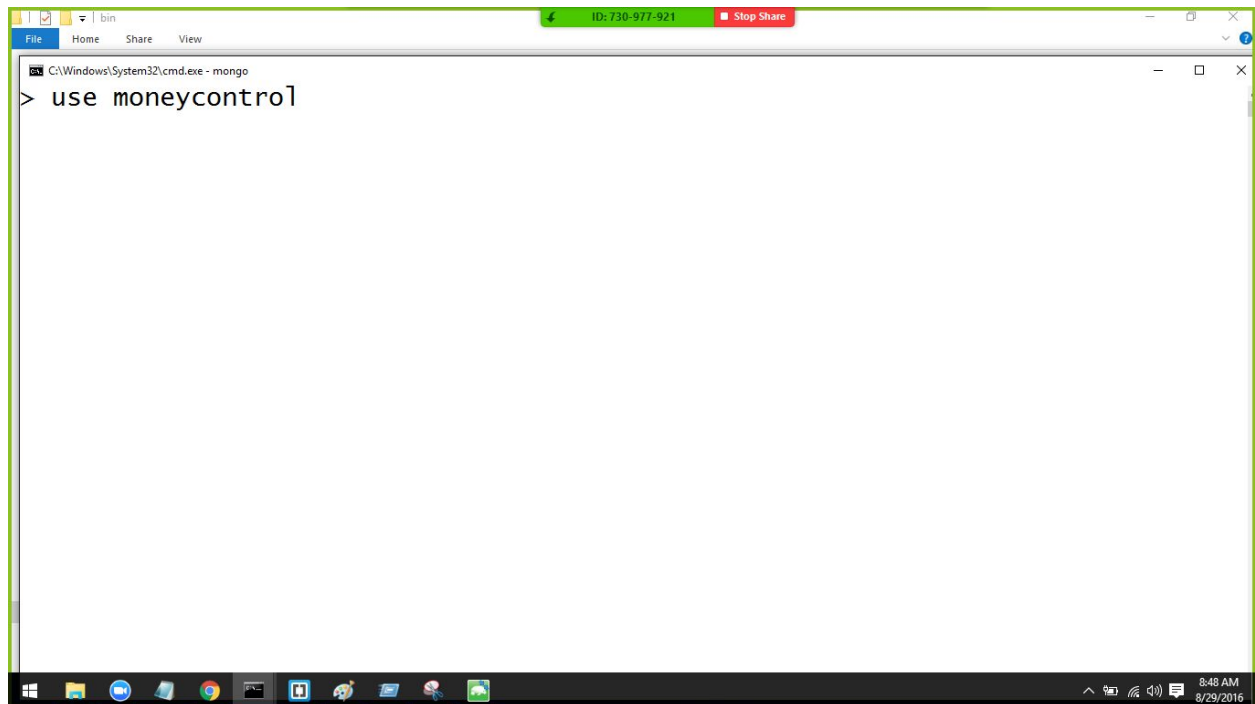 bin
ID: 730-977-921
Stop Share
File Home Share View
C:\Windows\System32\cmd.exe - mongo
> use moneycontrol
8:48 AM
8/29/2016